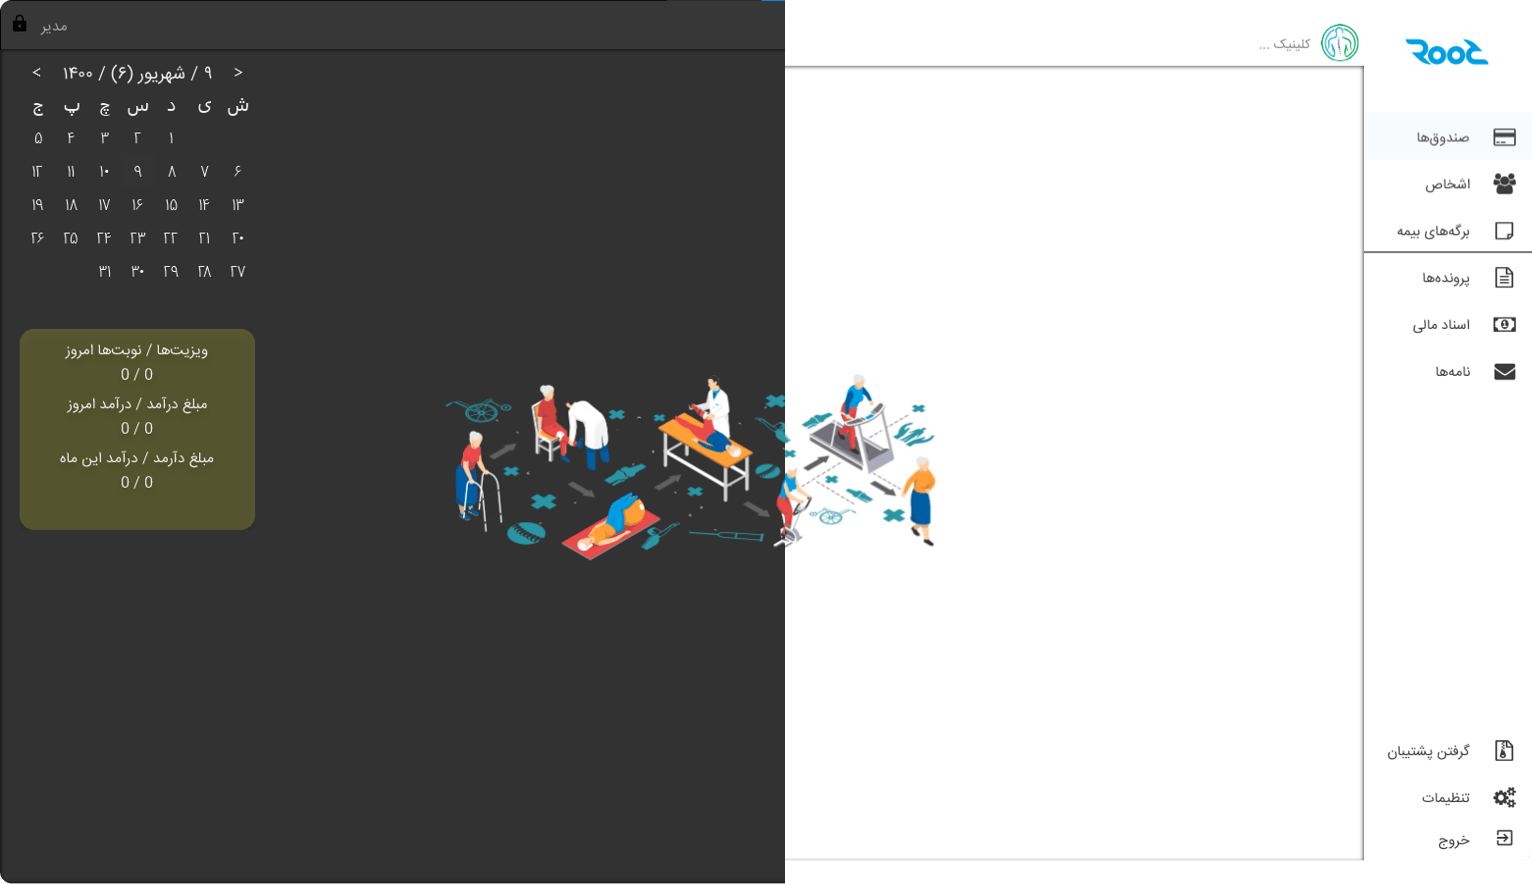 ROOC
کلینیک ...
مدیر
صندوق‌ها
اشخاص
برگه‌های بیمه
پرونده‌ها
اسناد مالی
نامه‌ها
گرفتن پشتیبان
تنظیمات
خروج
< ۹ / شهریور (۶) / ۱۴۰۰ >
ش ی د س چ پ ج
۱ ۲ ۳ ۴ ۵
۶ ۷ ۸ ۹ ۱۰ ۱۱ ۱۲
۱۳ ۱۴ ۱۵ ۱۶ ۱۷ ۱۸ ۱۹
۲۰ ۲۱ ۲۲ ۲۳ ۲۴ ۲۵ ۲۶
۲۷ ۲۸ ۲۹ ۳۰ ۳۱
ویزیت‌ها / نوبت‌ها امروز
0 / 0
مبلغ درآمد / درآمد امروز
0 / 0
مبلغ دآرمد / درآمد این ماه
0 / 0